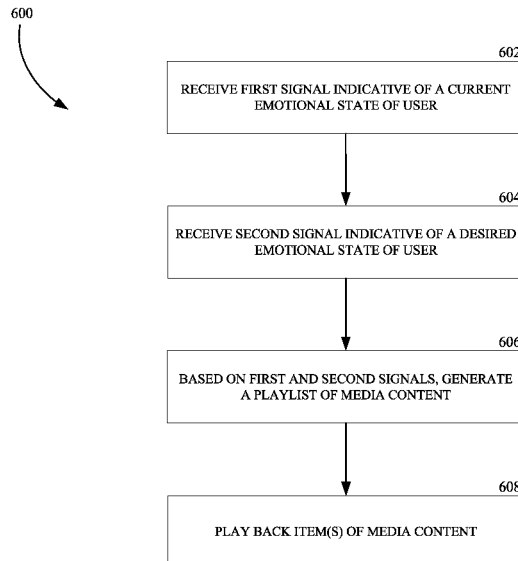 600
602
RECEIVE FIRST SIGNAL INDICATIVE OF A CURRENT
EMOTIONAL STATE OF USER
604
RECEIVE SECOND SIGNAL INDICATIVE OF A DESIRED
EMOTIONAL STATE OF USER
606
BASED ON FIRST AND SECOND SIGNALS, GENERATE
A PLAYLIST OF MEDIA CONTENT
608
PLAY BACK ITEM(S) OF MEDIA CONTENT